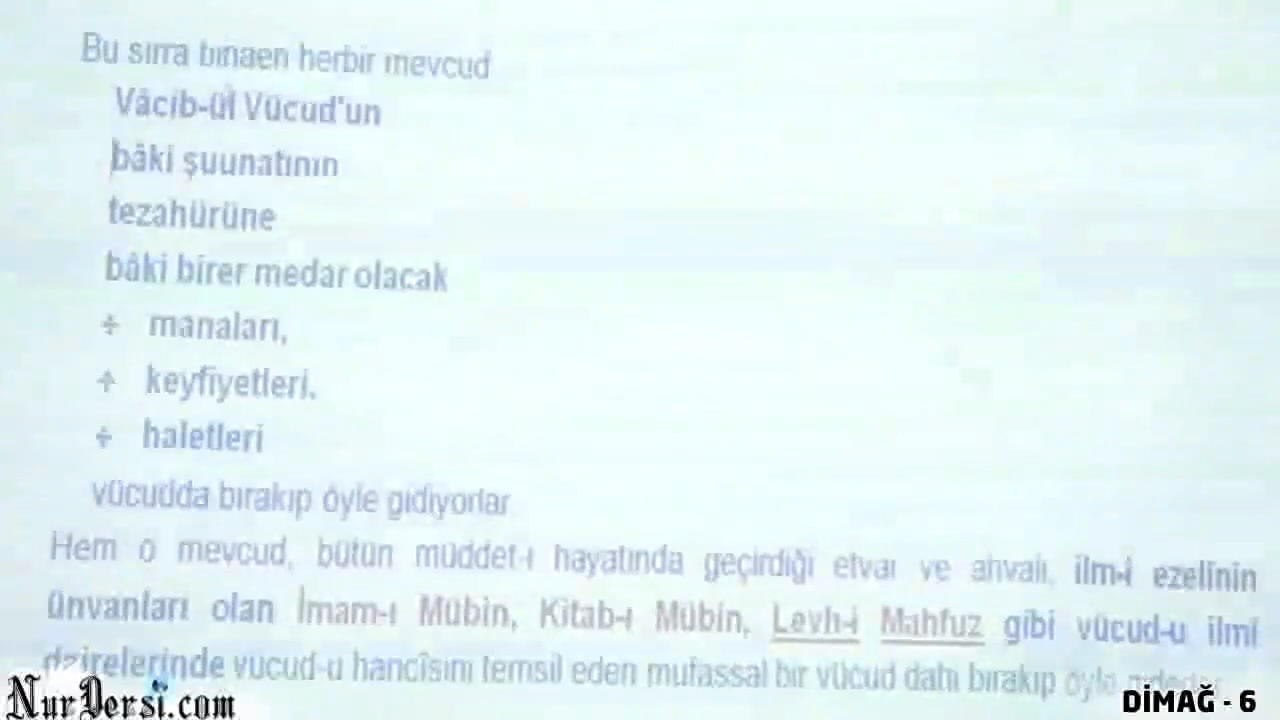 Bu sırra binaen herbir mevcud
Vâcib-ül Vücud'un
bâki şuunatının
tezahürüne
bâki birer medar olacak
+ manaları,
+ keyfiyetleri,
+ haletleri
vücudda bırakıp öyle gidiyorlar
Hem o mevcud, bütün müddet-i hayatında geçirdiği etvar ve ahvali, ilm-i ezelînin
ünvanları olan İmam-ı Mübin, Kitab-ı Mübin, Levh-i Mahfuz gibi vücud-u ilmî
dairelerinde vücud-u haricîsini temsil eden mufassal bir vücud dahi bırakıp öyle
NurDersi.com
DİMAĞ - 6